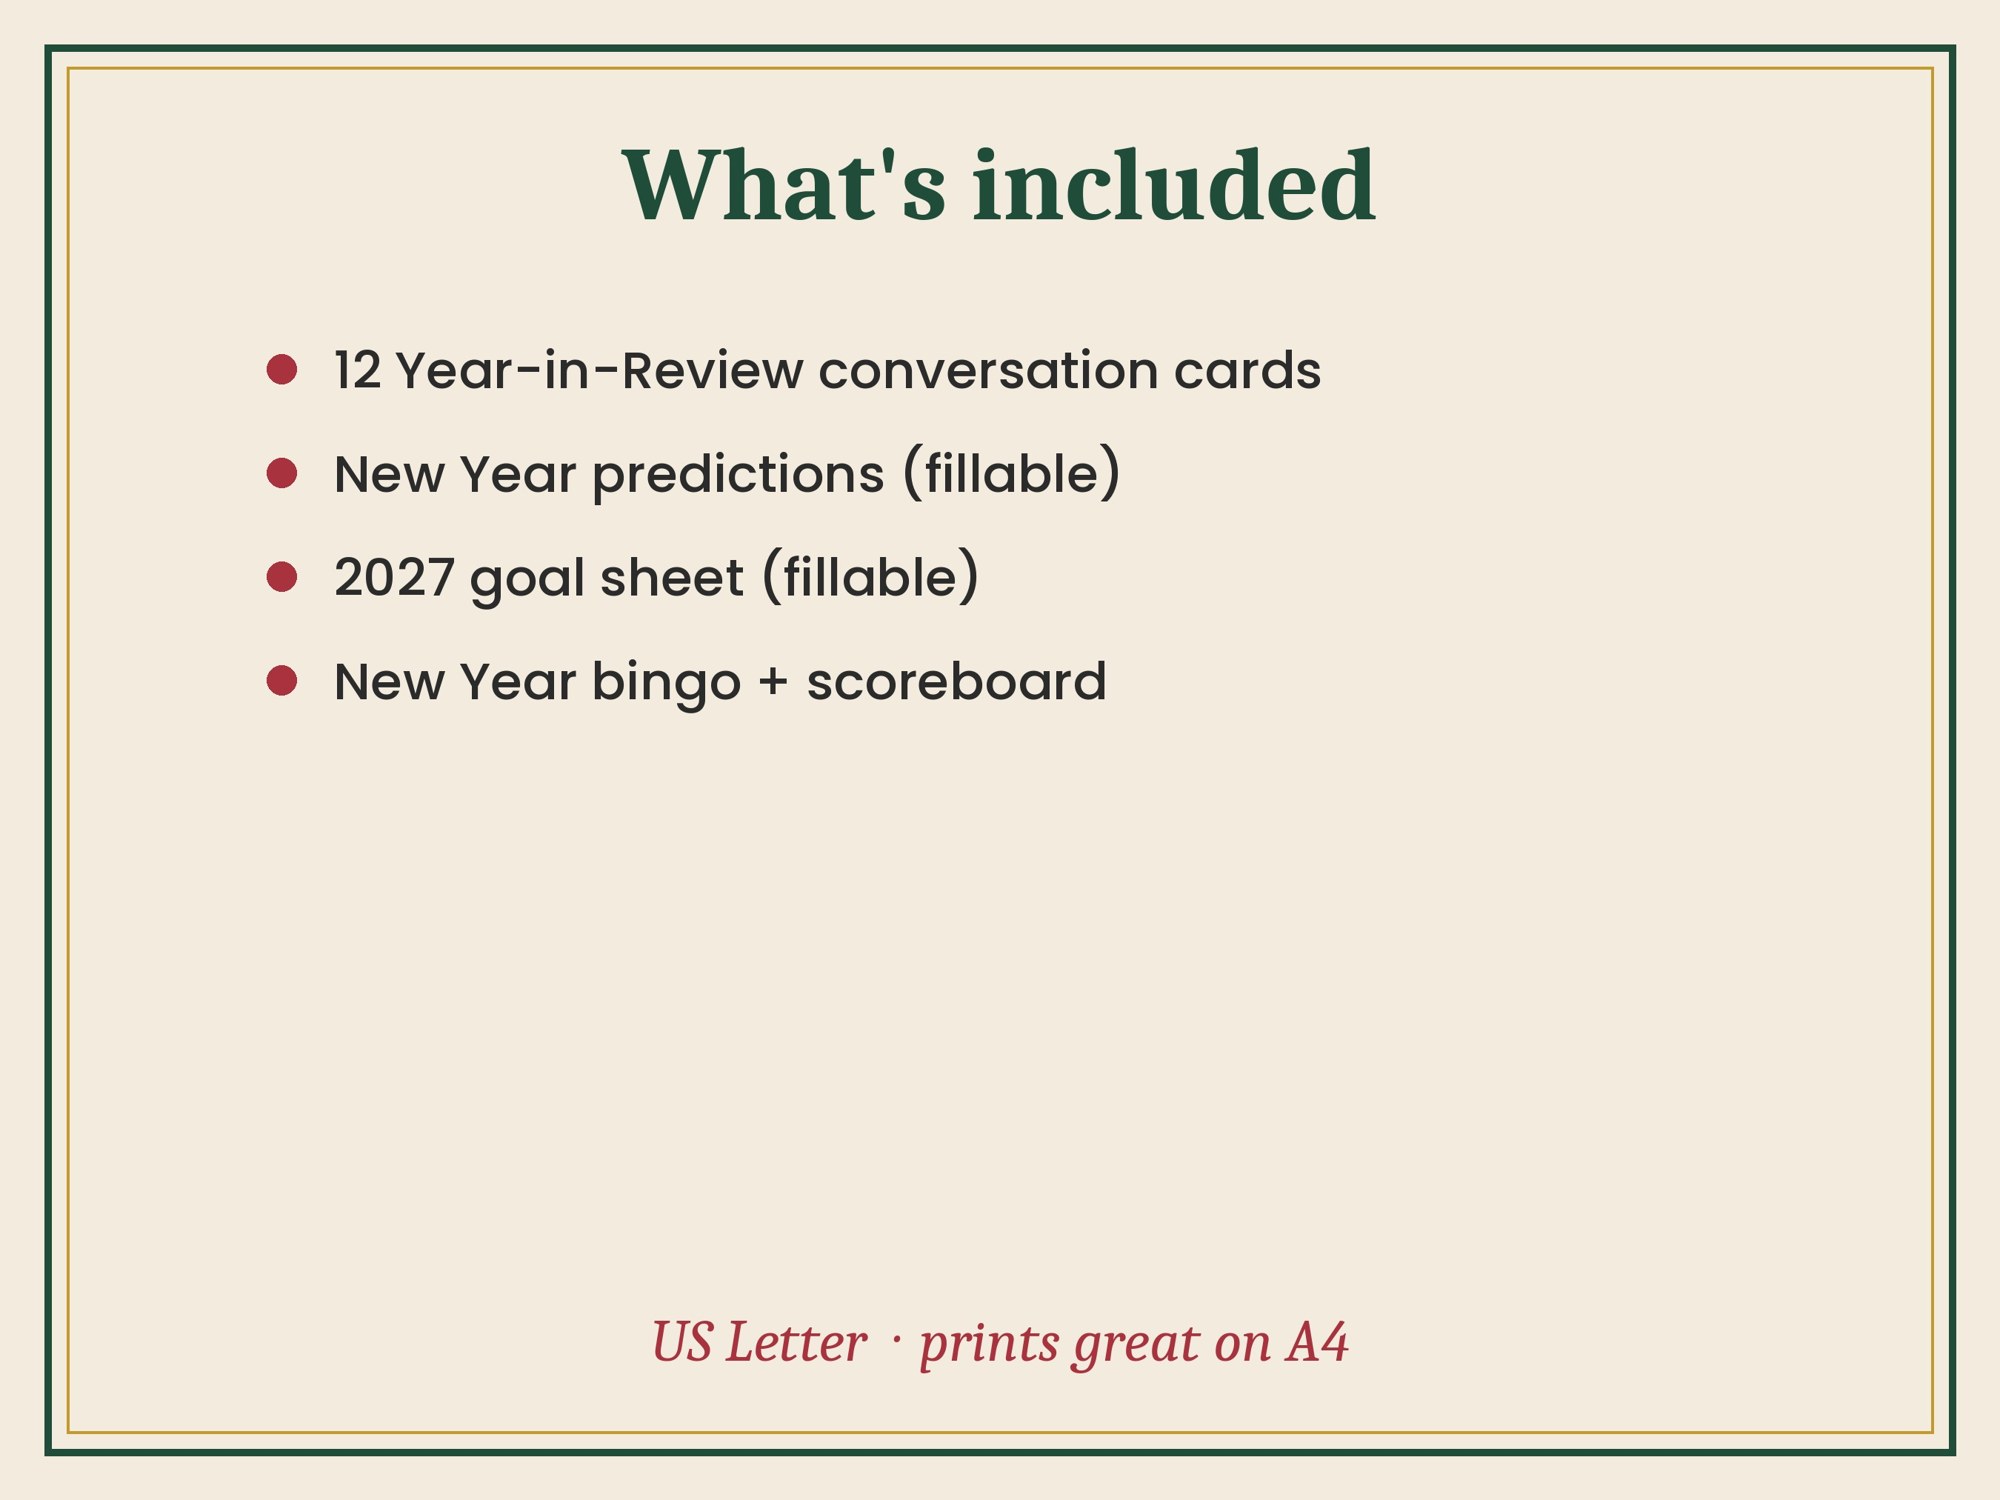 What's included
12 Year-in-Review conversation cards
New Year predictions (fillable)
2027 goal sheet (fillable)
New Year bingo + scoreboard
US Letter · prints great on A4